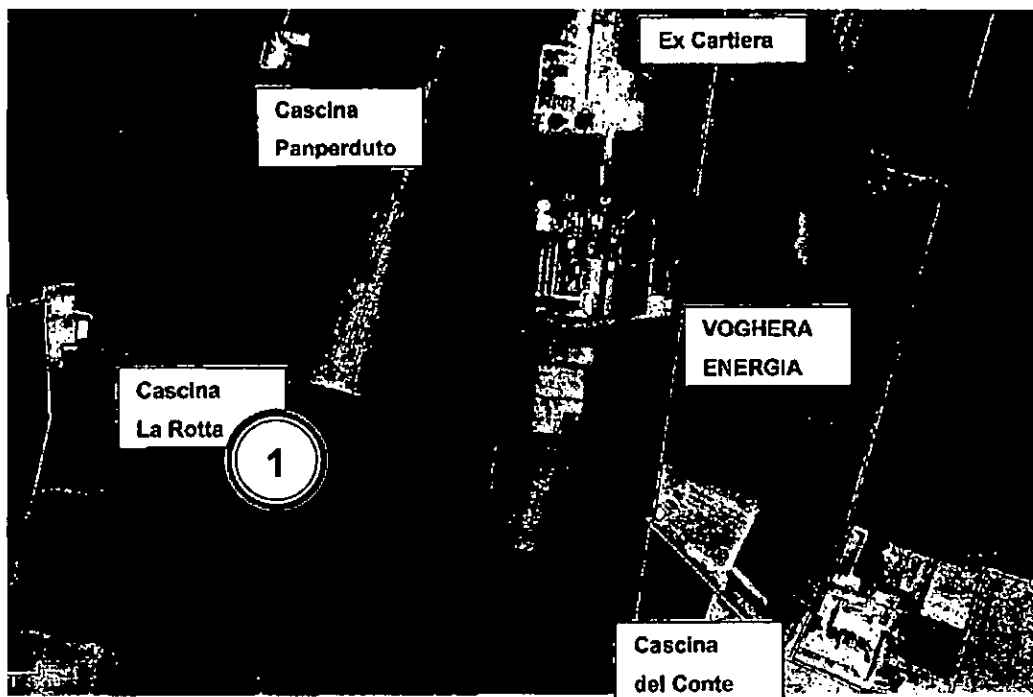 Ex Cartiera
Cascina
Panperduto
VOGHERA
ENERGIA
Cascina
La Rotta
1
Cascina
del Conte